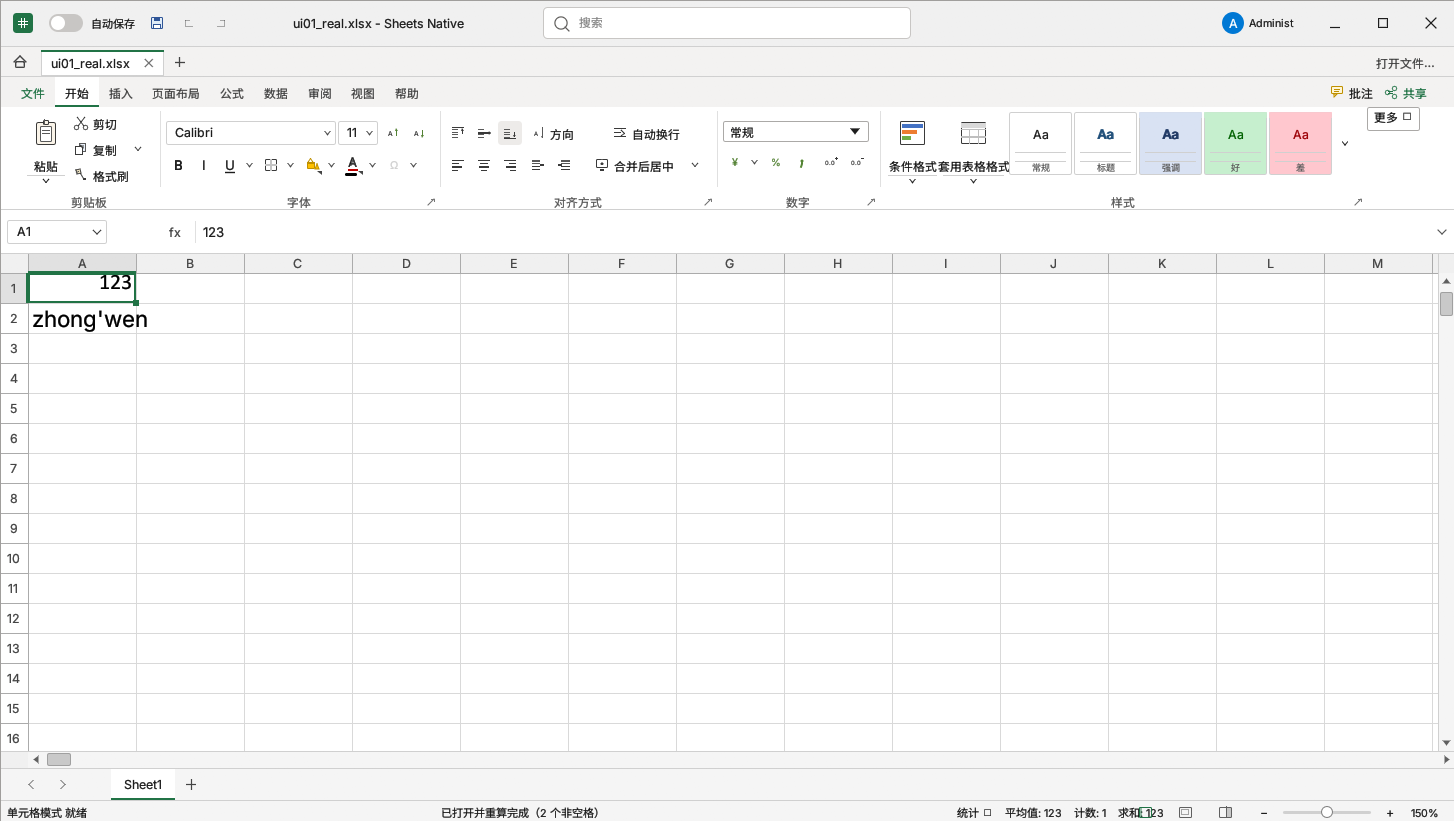 自动保存 ui01_real.xlsx - Sheets Native 搜索 A Administ
ui01_real.xlsx 打开文件...
文件 开始 插入 页面布局 公式 数据 审阅 视图 帮助 批注 共享
更多
粘贴 剪切 复制 格式刷
Calibri 11 A A
B I U A Ω
方向 自动换行
合并后居中
常规
¥ % , 0.0 0.0
条件格式 套用表格格式
Aa 常规 Aa 标题 Aa 强调 Aa 好 Aa 差
剪贴板 字体 对齐方式 数字 样式
A1 fx 123
A B C D E F G H I J K L M
1 123
2 zhong'wen
3
4
5
6
7
8
9
10
11
12
13
14
15
16
Sheet1
单元格模式 就绪 已打开并重算完成（2 个非空格） 统计 平均值: 123 计数: 1 求和: 123 − + 150%